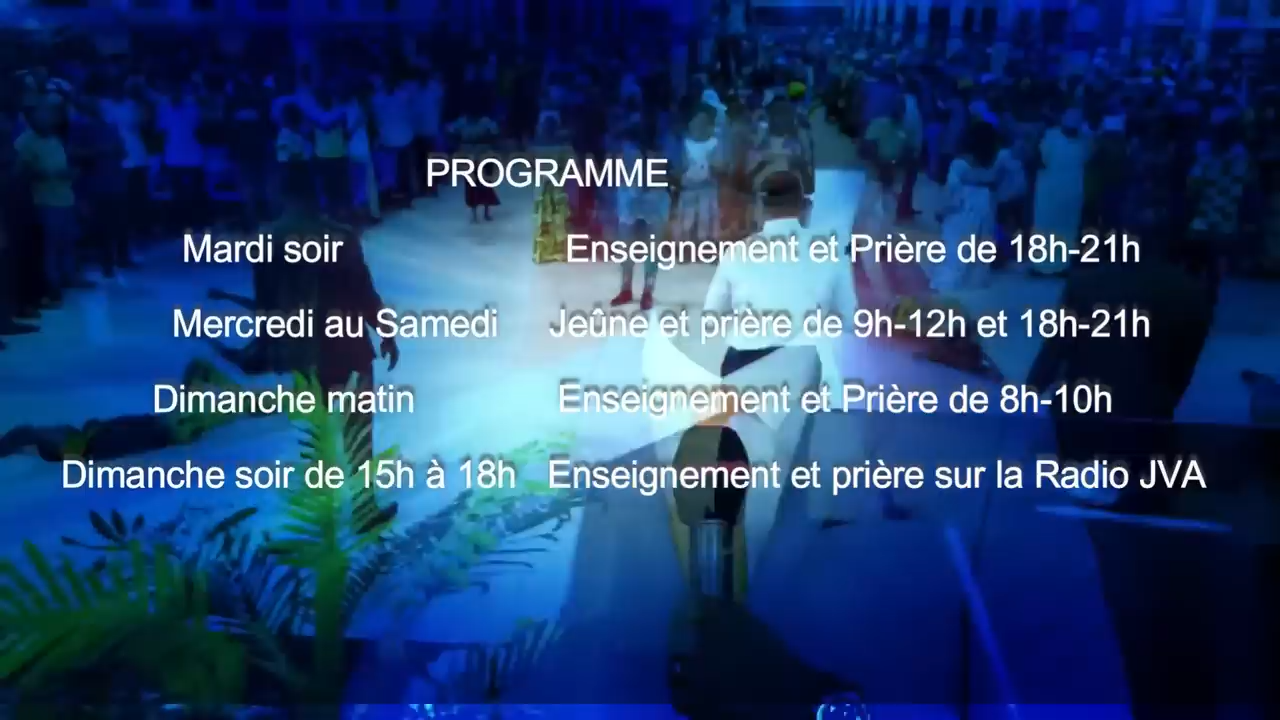 PROGRAMME
Mardi soir Enseignement et Prière de 18h-21h
Mercredi au Samedi Jeûne et prière de 9h-12h et 18h-21h
Dimanche matin Enseignement et Prière de 8h-10h
Dimanche soir de 15h à 18h Enseignement et prière sur la Radio JVA